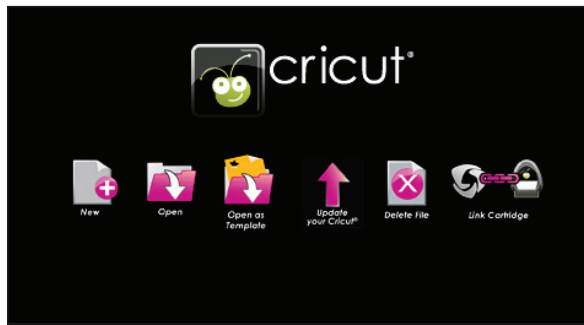 cricut®
New
Open
Open as
Template
Update
your Cricut®
Delete File
Link Cartridge